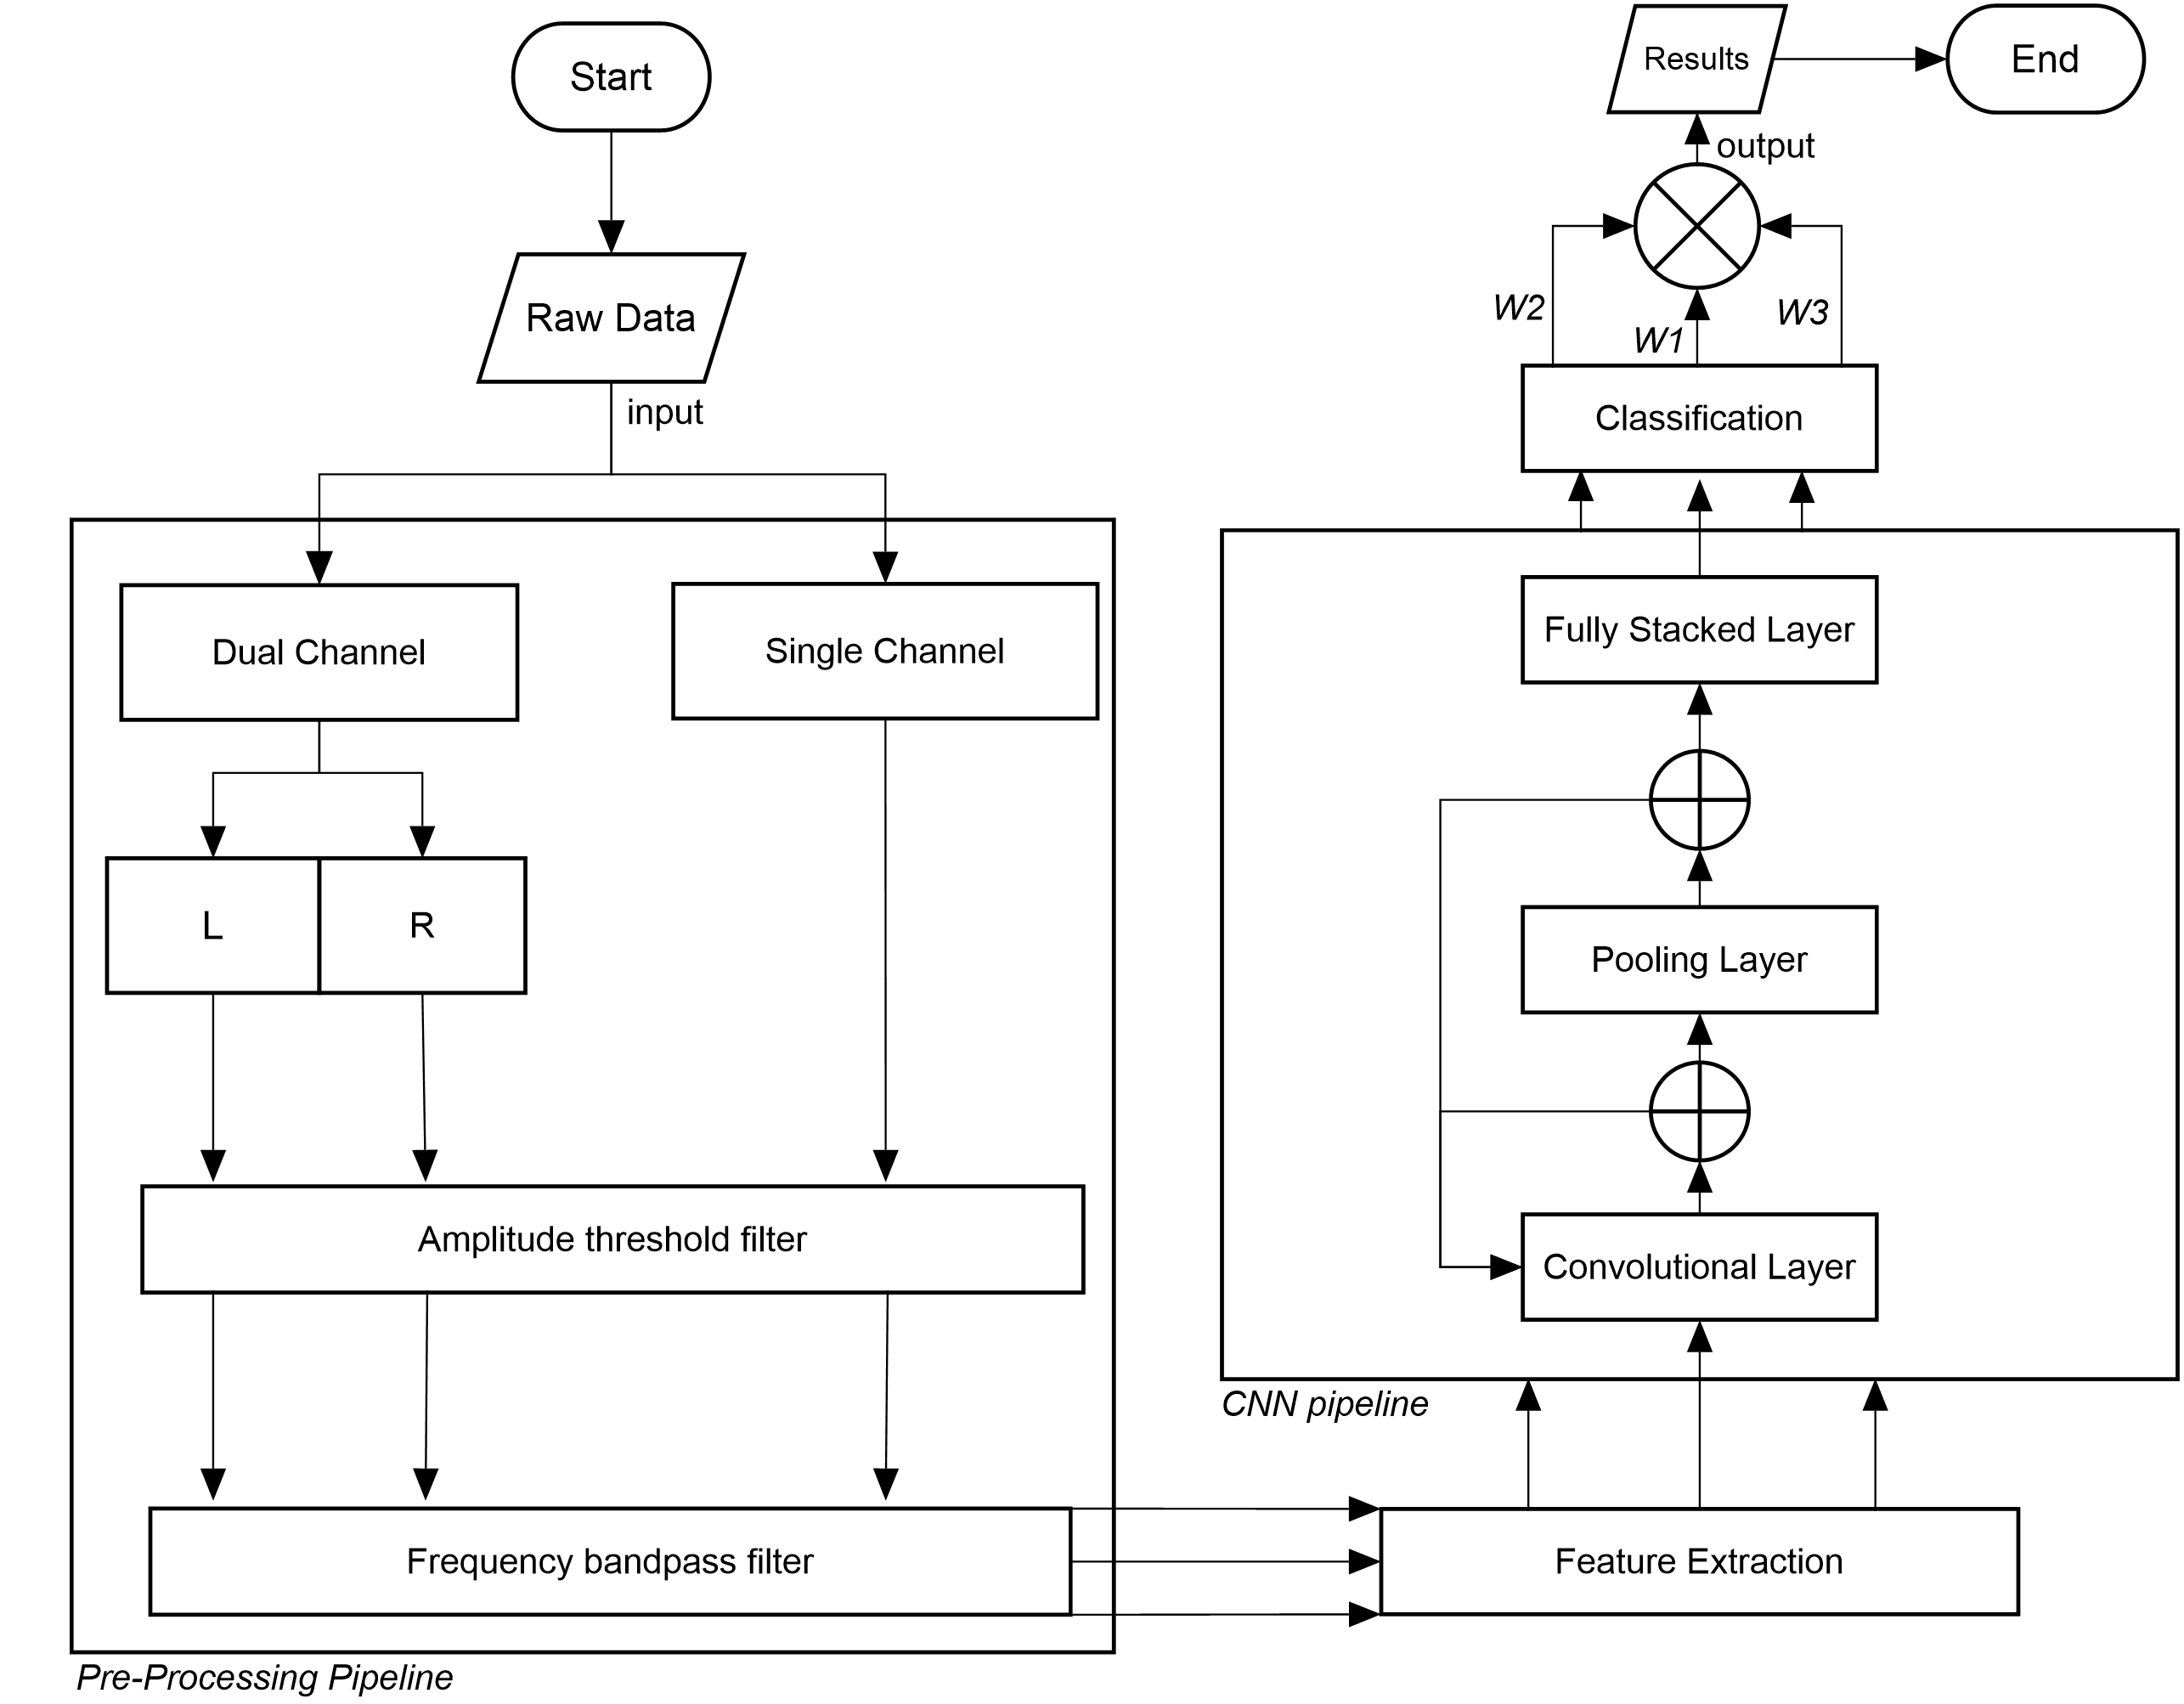 Start
Raw Data
input
Dual Channel
Single Channel
L
R
Amplitude threshold filter
Frequency bandpass filter
Pre-Processing Pipeline
Results
End
output
W2
W1
W3
Classification
Fully Stacked Layer
Pooling Layer
Convolutional Layer
CNN pipeline
Feature Extraction